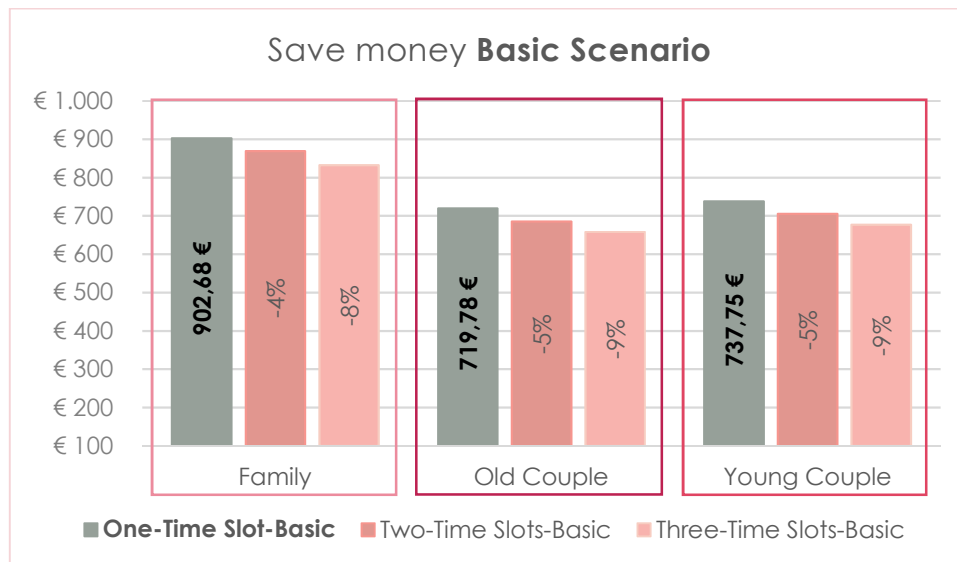 Save money Basic Scenario
€ 1.000
€ 900
€ 800
€ 700
€ 600
€ 500
€ 400
€ 300
€ 200
€ 100
902,68 €
-4%
-8%
719,78 €
-5%
-9%
737,75 €
-5%
-9%
Family
Old Couple
Young Couple
One-Time Slot-Basic
Two-Time Slots-Basic
Three-Time Slots-Basic